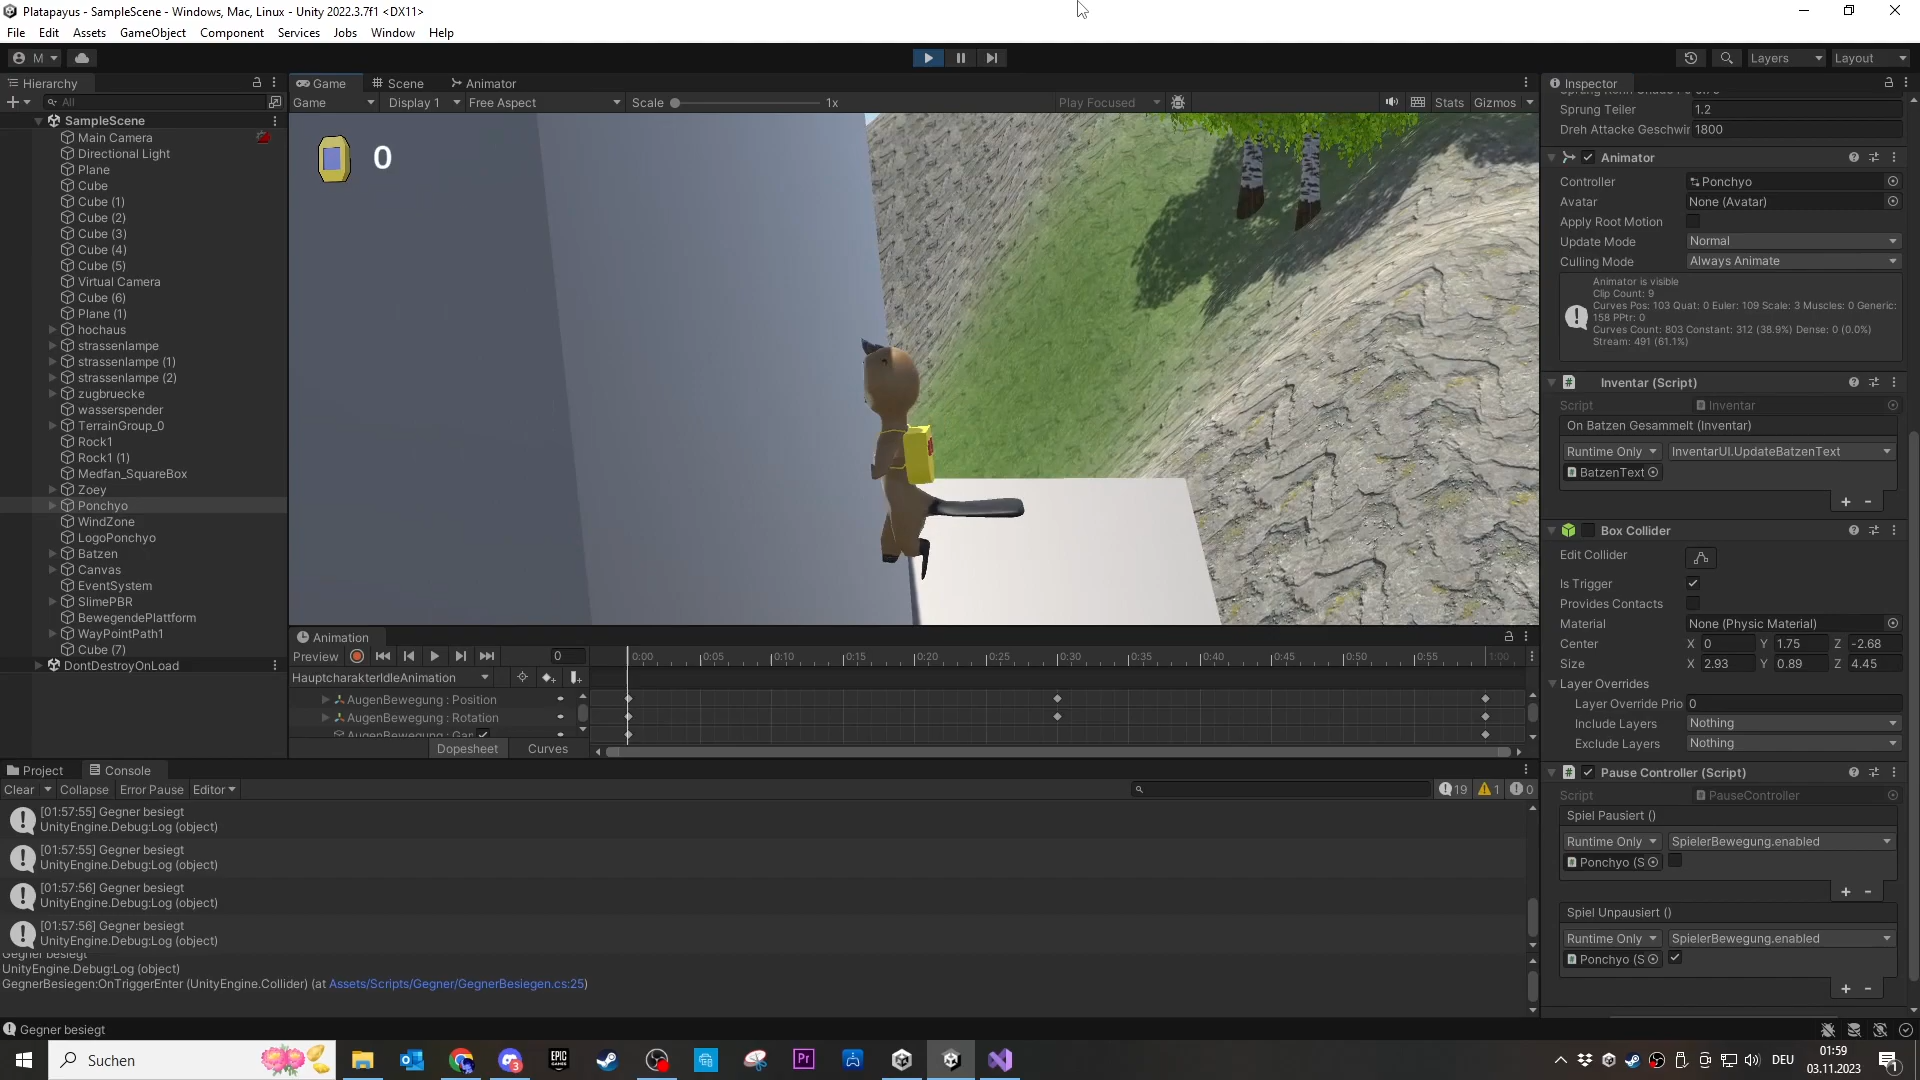 Platapayus - SampleScene - Windows, Mac, Linux - Unity 2022.3.7f1 <DX11>
File Edit Assets GameObject Component Services Jobs Window Help
M
Layers Layout
Hierarchy
All
SampleScene
Main Camera
Directional Light
Plane
Cube
Cube (1)
Cube (2)
Cube (3)
Cube (4)
Cube (5)
Virtual Camera
Cube (6)
Plane (1)
hochaus
strassenlampe
strassenlampe (1)
strassenlampe (2)
zugbruecke
wasserspender
TerrainGroup_0
Rock1
Rock1 (1)
Medfan_SquareBox
Zoey
Ponchyo
WindZone
LogoPonchyo
Batzen
Canvas
EventSystem
SlimePBR
BewegendePlattform
WayPointPath1
Cube (7)
DontDestroyOnLoad
Game Scene Animator
Game Display 1 Free Aspect Scale 1x Play Focused Stats Gizmos
0
Animation
Preview 0
0:00 0:05 0:10 0:15 0:20 0:25 0:30 0:35 0:40 0:45 0:50 0:55 1:00
HauptcharakterIdleAnimation
AugenBewegung : Position
AugenBewegung : Rotation
Dopesheet Curves
Project Console
Clear Collapse Error Pause Editor
19 1 0
[01:57:55] Gegner besiegt
UnityEngine.Debug:Log (object)
[01:57:55] Gegner besiegt
UnityEngine.Debug:Log (object)
[01:57:56] Gegner besiegt
UnityEngine.Debug:Log (object)
[01:57:56] Gegner besiegt
UnityEngine.Debug:Log (object)
Gegner besiegt
UnityEngine.Debug:Log (object)
GegnerBesiegen:OnTriggerEnter (UnityEngine.Collider) (at Assets/Scripts/Gegner/GegnerBesiegen.cs:25)
Gegner besiegt
Inspector
Sprung Teiler 1.2
Dreh Attacke Geschwir 1800
Animator
Controller Ponchyo
Avatar None (Avatar)
Apply Root Motion
Update Mode Normal
Culling Mode Always Animate
Animator is visible
Clip Count: 9
Curves Pos: 103 Quat: 0 Euler: 109 Scale: 3 Muscles: 0 Generic:
158 PPtr: 0
Curves Count: 803 Constant: 312 (38.9%) Dense: 0 (0.0%)
Stream: 491 (61.1%)
Inventar (Script)
Script Inventar
On Batzen Gesammelt (Inventar)
Runtime Only InventarUI.UpdateBatzenText
BatzenText
Box Collider
Edit Collider
Is Trigger
Provides Contacts
Material None (Physic Material)
Center X 0 Y 1.75 Z -2.68
Size X 2.93 Y 0.89 Z 4.45
Layer Overrides
Layer Override Prio 0
Include Layers Nothing
Exclude Layers Nothing
Pause Controller (Script)
Script PauseController
Spiel Pausiert ()
Runtime Only SpielerBewegung.enabled
Ponchyo (S
Spiel Unpausiert ()
Runtime Only SpielerBewegung.enabled
Ponchyo (S
Suchen
EPIC GAMES
Pr
DEU
01:59
03.11.2023
1